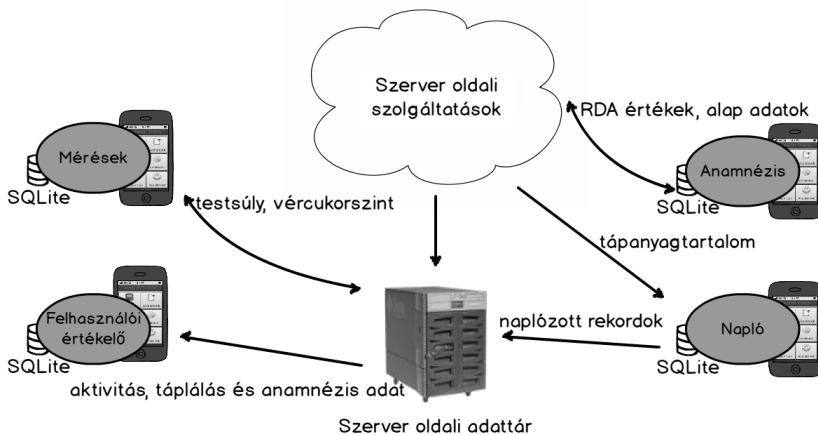 Szerver oldali
szolgáltatások
RDA értékek, alap adatok
Mérések
SQLite
Anamnézis
SQLite
testsúly, vércukorszint
tápanyagtartalom
Felhasználói
értékelő
SQLite
naplózott rekordok
Napló
SQLite
aktivitás, táplálás és anamnézis adat
Szerver oldali adattár